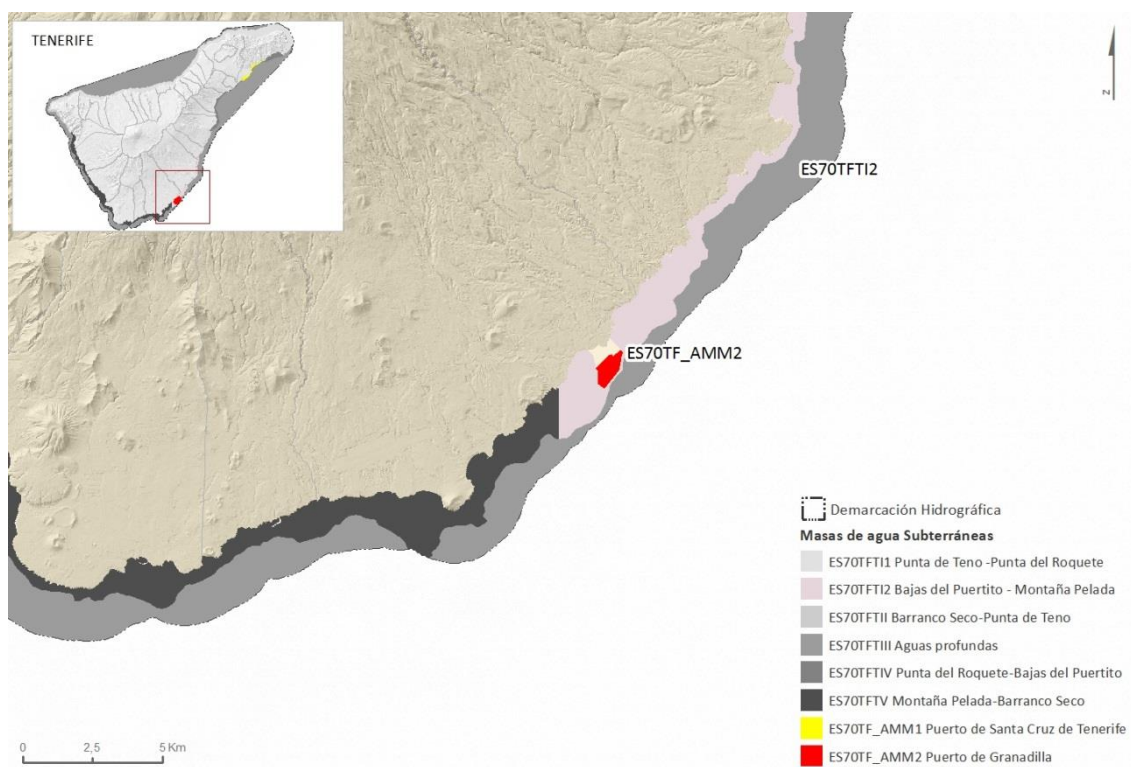 TENERIFE
N
ES70TFTI2
ES70TF_AMM2
Demarcación Hidrográfica
Masas de agua Subterráneas
ES70TFTI1 Punta de Teno -Punta del Roquete
ES70TFTI2 Bajas del Puertito - Montaña Pelada
ES70TFTII Barranco Seco-Punta de Teno
ES70TFTIII Aguas profundas
ES70TFTIV Punta del Roquete-Bajas del Puertito
ES70TFTV Montaña Pelada-Barranco Seco
ES70TF_AMM1 Puerto de Santa Cruz de Tenerife
ES70TF_AMM2 Puerto de Granadilla
0 2,5 5 Km